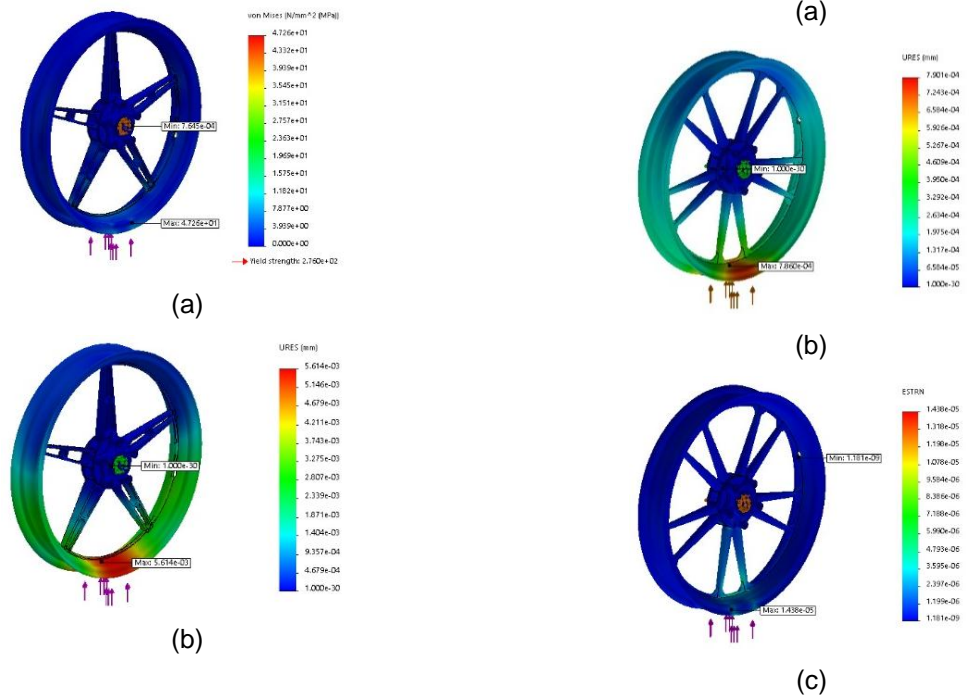 von Mises (N/mm^2 (MPa))
4.726e+01
4.332e+01
3.939e+01
3.545e+01
3.151e+01
2.757e+01
2.363e+01
1.969e+01
1.575e+01
1.182e+01
7.877e+00
3.939e+00
0.000e+00
Yield strength: 2.760e+02
Min: 7.645e-04
Max: 4.726e+01
(a)
URES (mm)
5.614e-03
5.146e-03
4.679e-03
4.211e-03
3.743e-03
3.275e-03
2.807e-03
2.339e-03
1.871e-03
1.404e-03
9.357e-04
4.679e-04
1.000e-30
Min: 1.000e-30
Max: 5.614e-03
(b)
(a)
URES (mm)
7.901e-04
7.243e-04
6.584e-04
5.926e-04
5.267e-04
4.609e-04
3.950e-04
3.292e-04
2.634e-04
1.975e-04
1.317e-04
6.584e-05
1.000e-30
Min: 1.000e-30
Max: 7.860e-04
(b)
ESTRN
1.438e-05
1.318e-05
1.198e-05
1.078e-05
9.584e-06
8.386e-06
7.188e-06
5.990e-06
4.793e-06
3.595e-06
2.397e-06
1.199e-06
1.181e-09
Min: 1.181e-09
Max: 1.438e-05
(c)